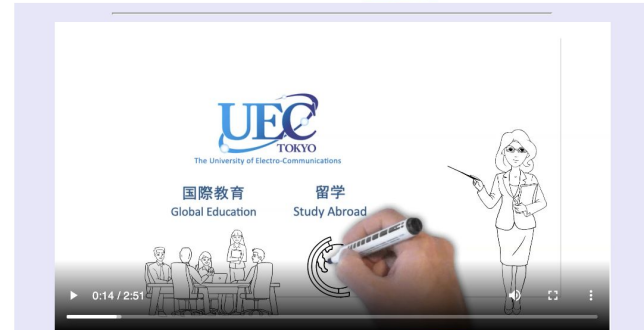 UEC
TOKYO
The University of Electro-Communications
国際教育
留学
Global Education
Study Abroad
0:14 / 2:51